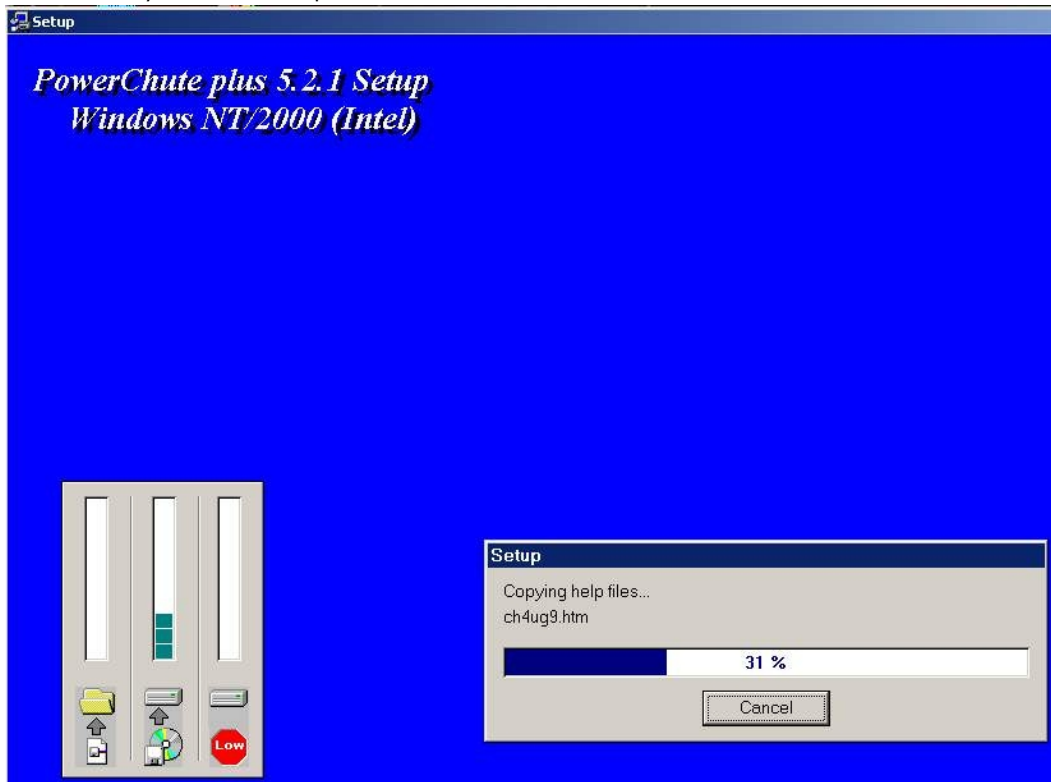 Setup
PowerChute plus 5.2.1 Setup
Windows NT/2000 (Intel)
Setup
Copying help files...
ch4ug9.htm
31 %
Cancel
Low